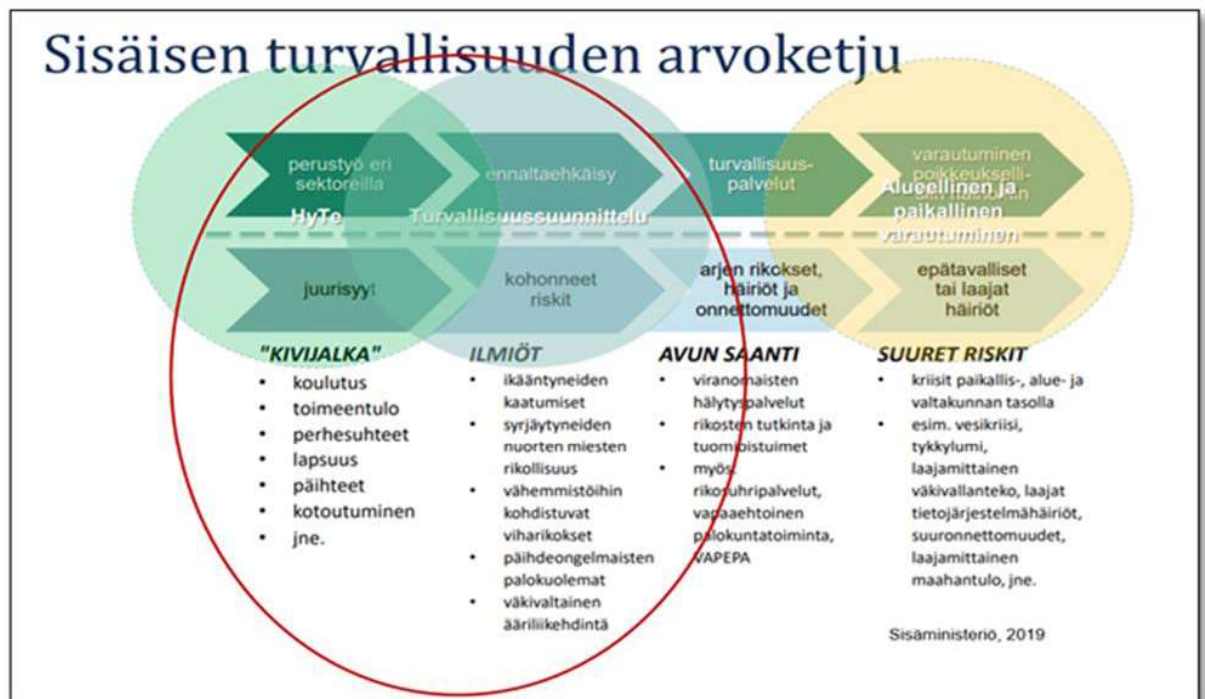 Sisäisen turvallisuuden arvoketju
perustyö eri
sektoreilla
ennaltaehkäisy
turvallisuus-
palvelut
varautuminen
poikkeukselli-
HyTe
Turvallisuussuunnittelu
Alueellinen ja
paikallinen
varautuminen
juurisyyt
kohonneet
riskit
arjen rikokset,
häiriöt ja
onnettomuudet
epätavalliset
tai laajat
häiriöt
"KIVIJALKA"
• koulutus
• toimeentulo
• perhesuhteet
• lapsuus
• päihteet
• kotoutuminen
• jne.
ILMIÖT
• ikääntyneiden
kaatumiset
• syrjäytyneiden
nuorten miesten
rikollisuus
• vähemmistöihin
kohdistuvat
viharikokset
• päihdeongelmaisten
palokuolemat
• väkivaltainen
ääriliikehdintä
AVUN SAANTI
• viranomaisten
hälytyspalvelut
• rikosten tutkinta ja
tuomioistuimet
• myös.
rikosuhripalvelut,
vapaaehtoinen
palokuntatoiminta,
VAPEPA
SUURET RISKIT
• kriisit paikallis-, alue- ja
valtakunnan tasolla
• esim. vesikriisi,
tykkylumi,
laajamittainen
väkivallanteko, laajat
tietojärjestelmähäiriöt,
suuronnettomuudet,
laajamittainen
maahantulo, jne.
Sisäministeriö, 2019